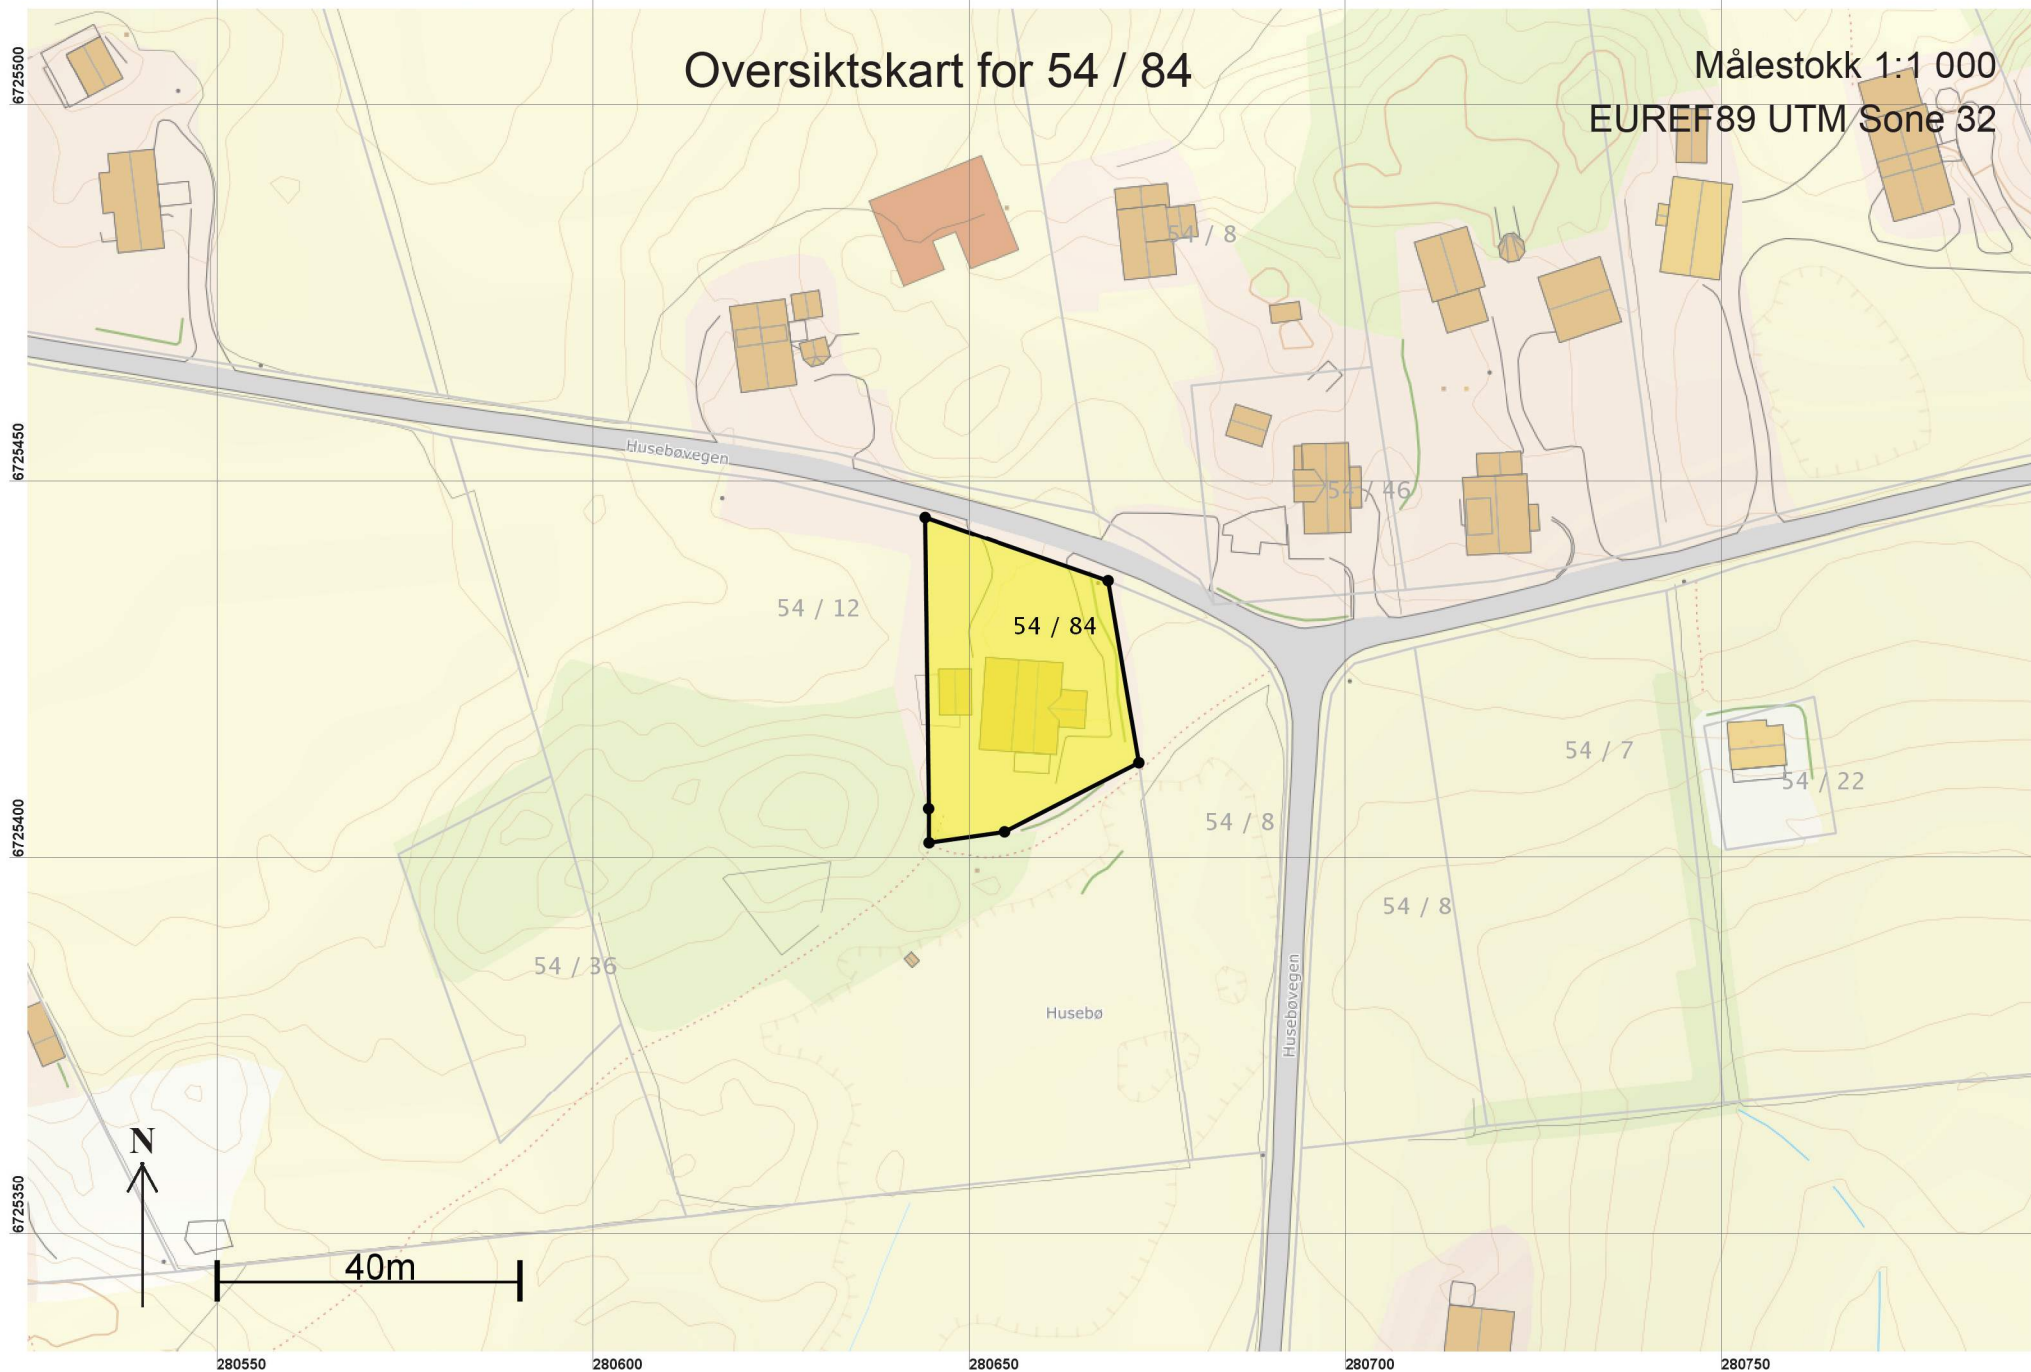 Oversiktskart for 54 / 84
Målestokk 1:1 000
EUREF89 UTM Sone 32
6725500
54 / 8
6725450
Husebøvegen
54 / 46
54 / 12
54 / 84
54 / 7
54 / 22
6725400
54 / 8
54 / 8
54 / 36
Husebø
Husebøvegen
N
6725350
40m
280550
280600
280650
280700
280750